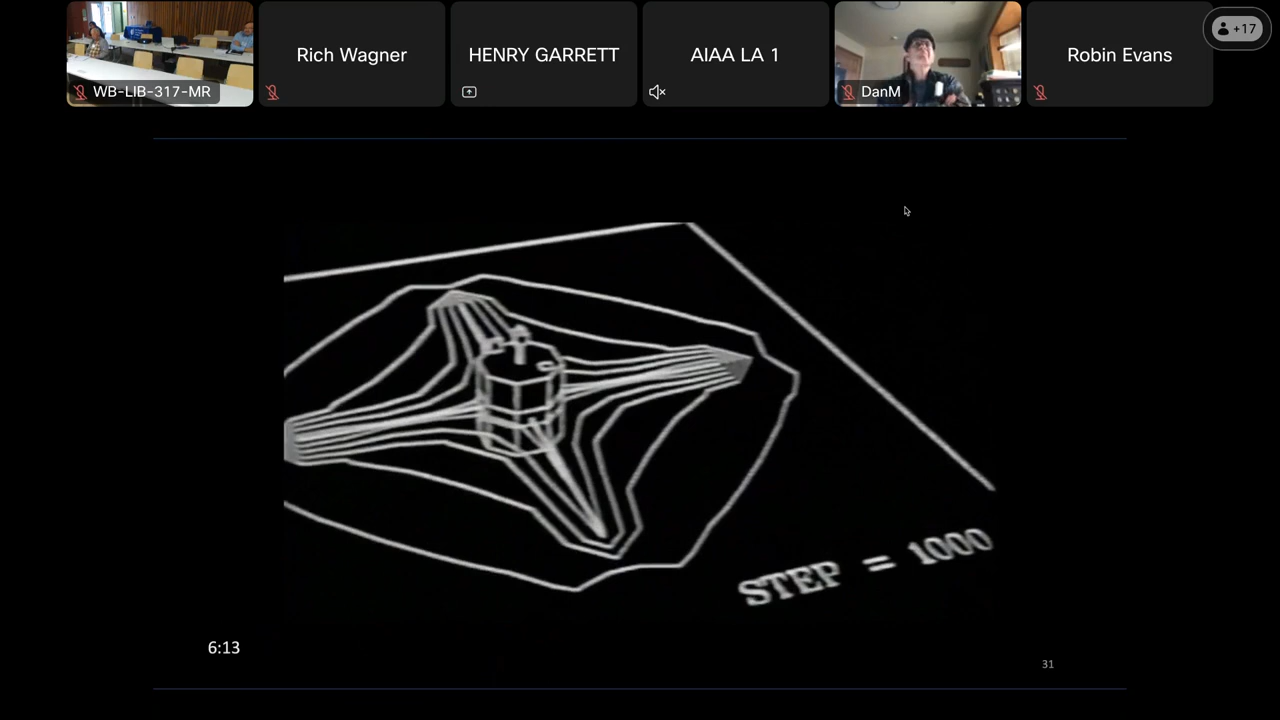 +17
WB-LIB-317-MR
Rich Wagner
HENRY GARRETT
AIAA LA 1
DanM
Robin Evans
STEP = 1000
6:13
31